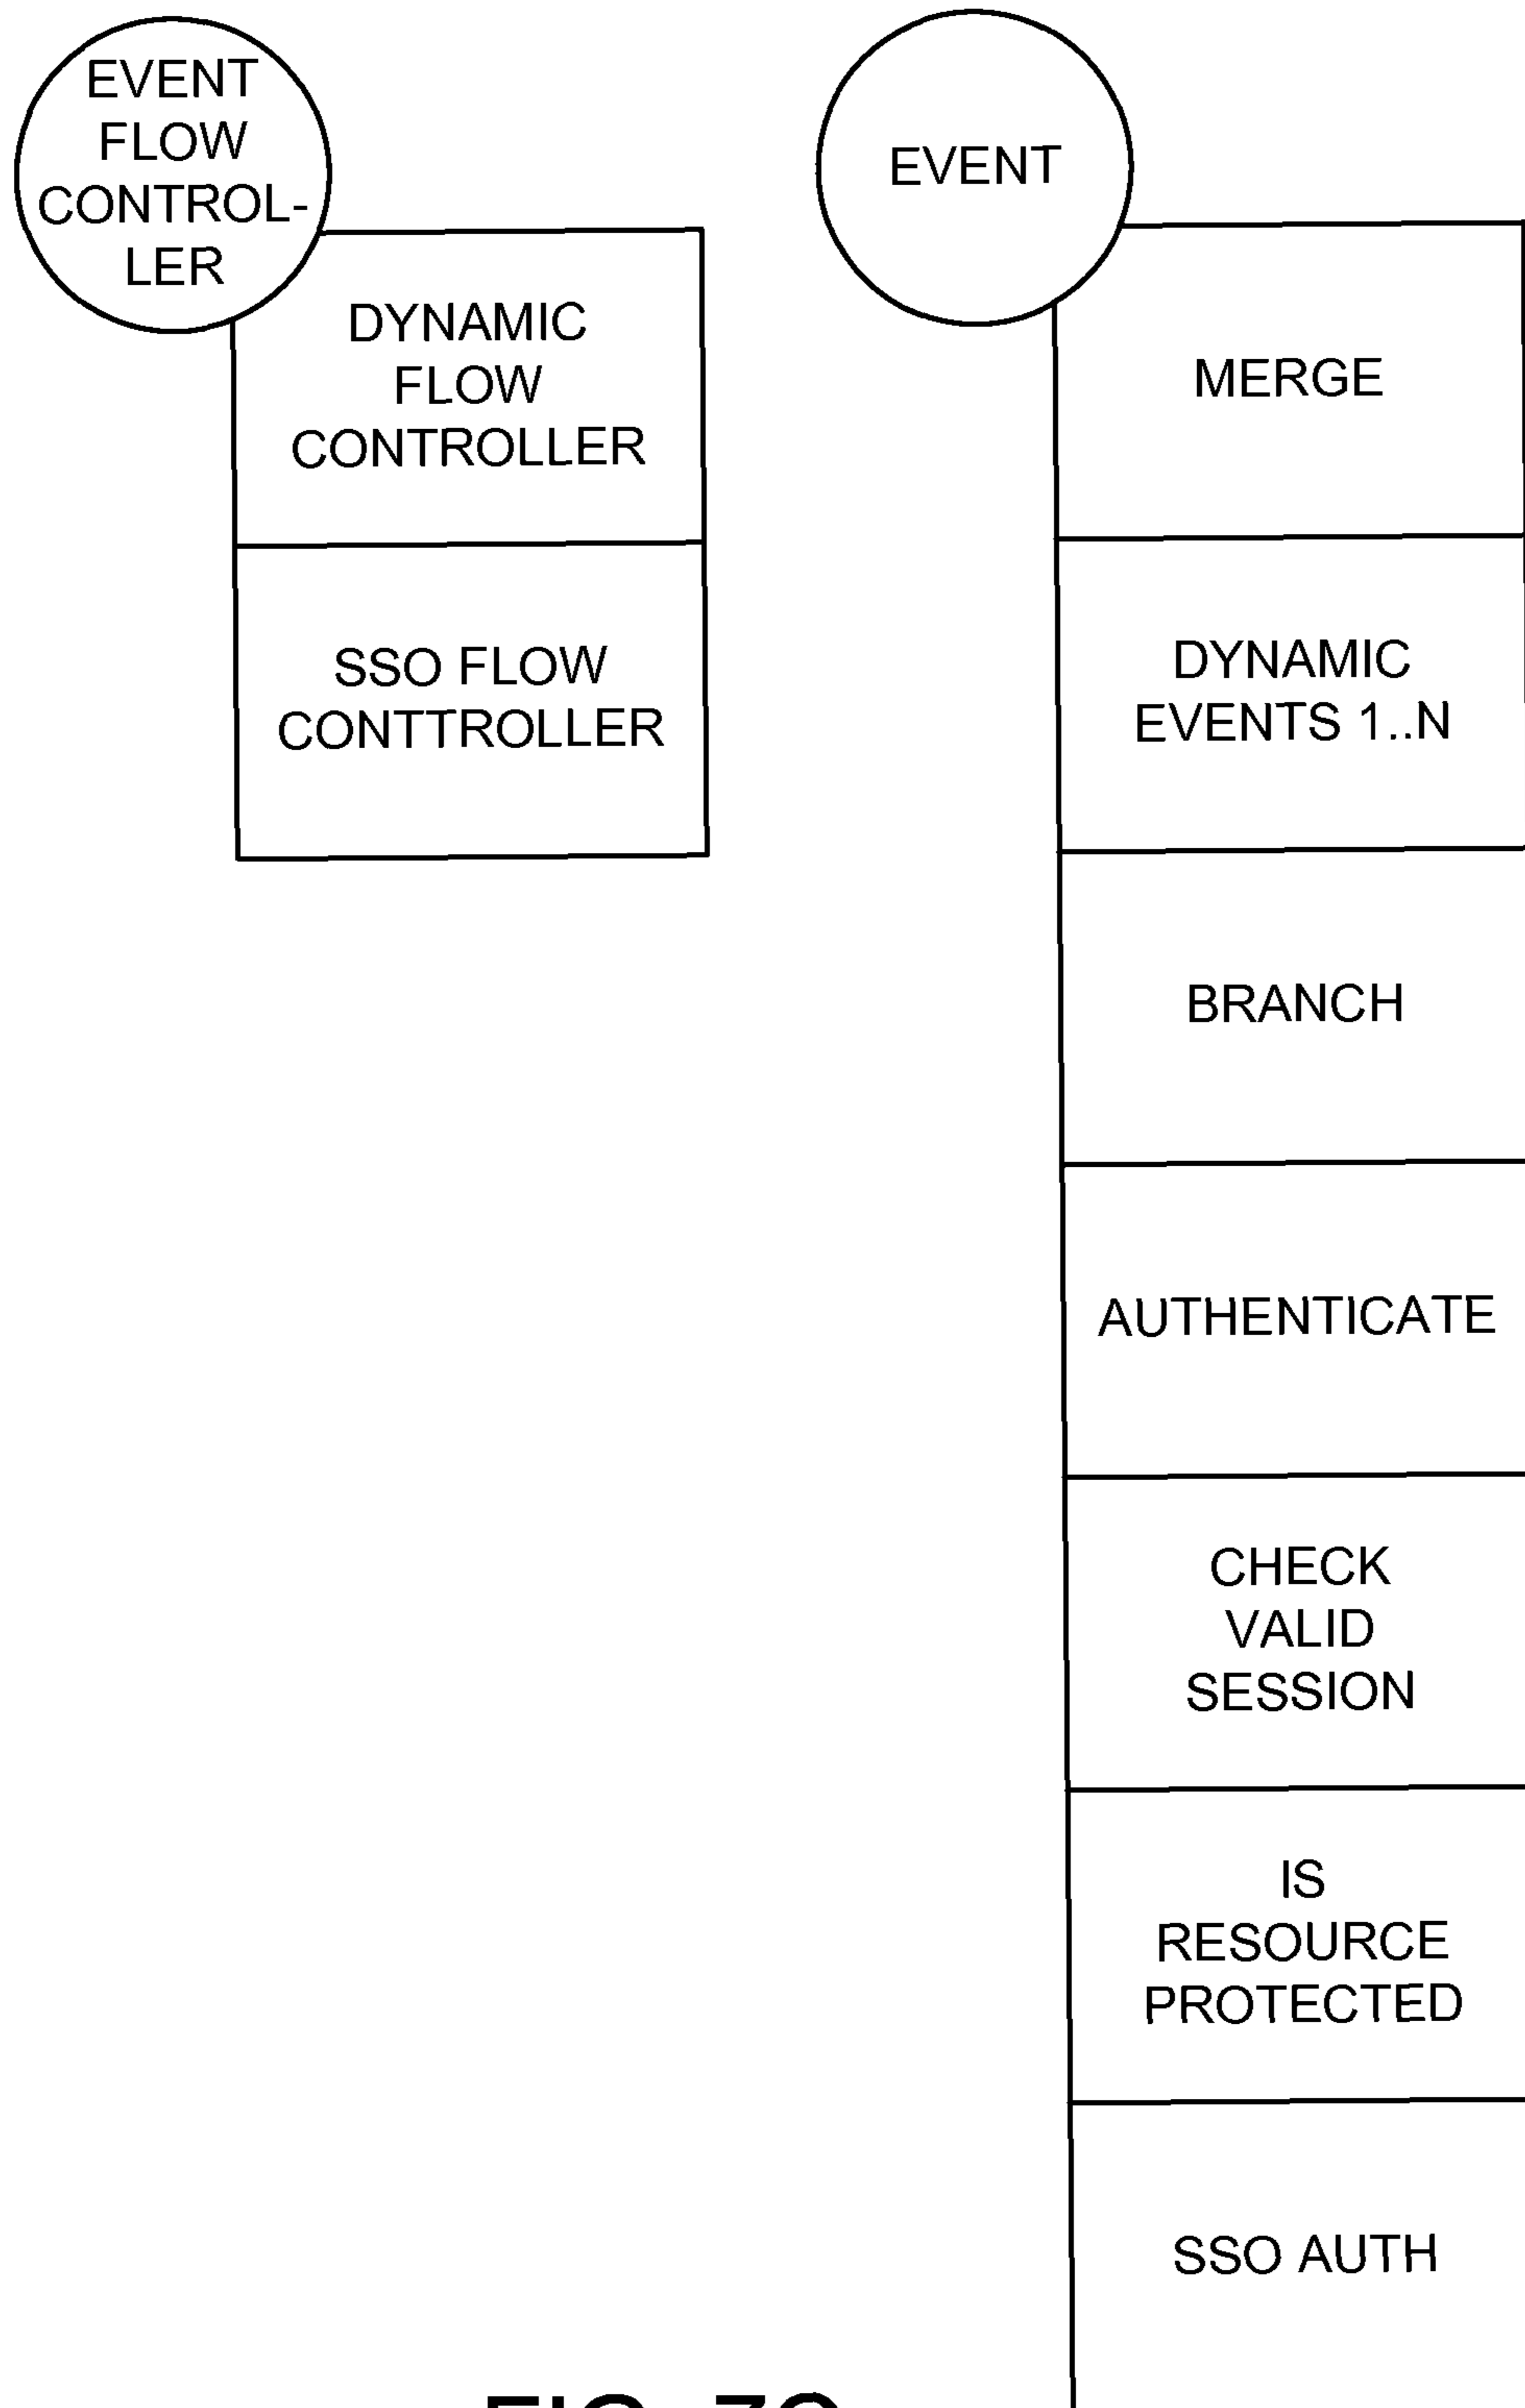 EVENT
FLOW
CONTROL-
LER
DYNAMIC
FLOW
CONTROLLER
SSO FLOW
CONTTROLLER
EVENT
MERGE
DYNAMIC
EVENTS 1..N
BRANCH
AUTHENTICATE
CHECK
VALID
SESSION
IS
RESOURCE
PROTECTED
SSO AUTH